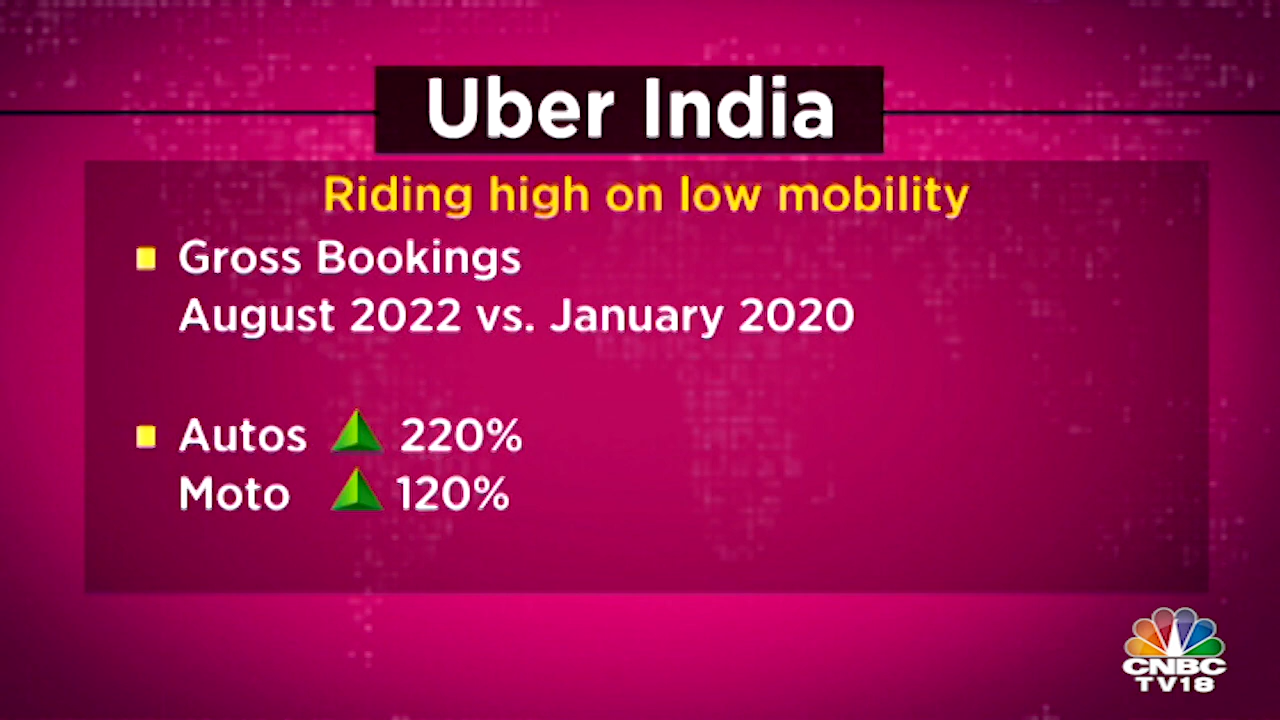 Uber India
Riding high on low mobility
Gross Bookings
August 2022 vs. January 2020
Autos 220%
Moto 120%
CNBC
TV18